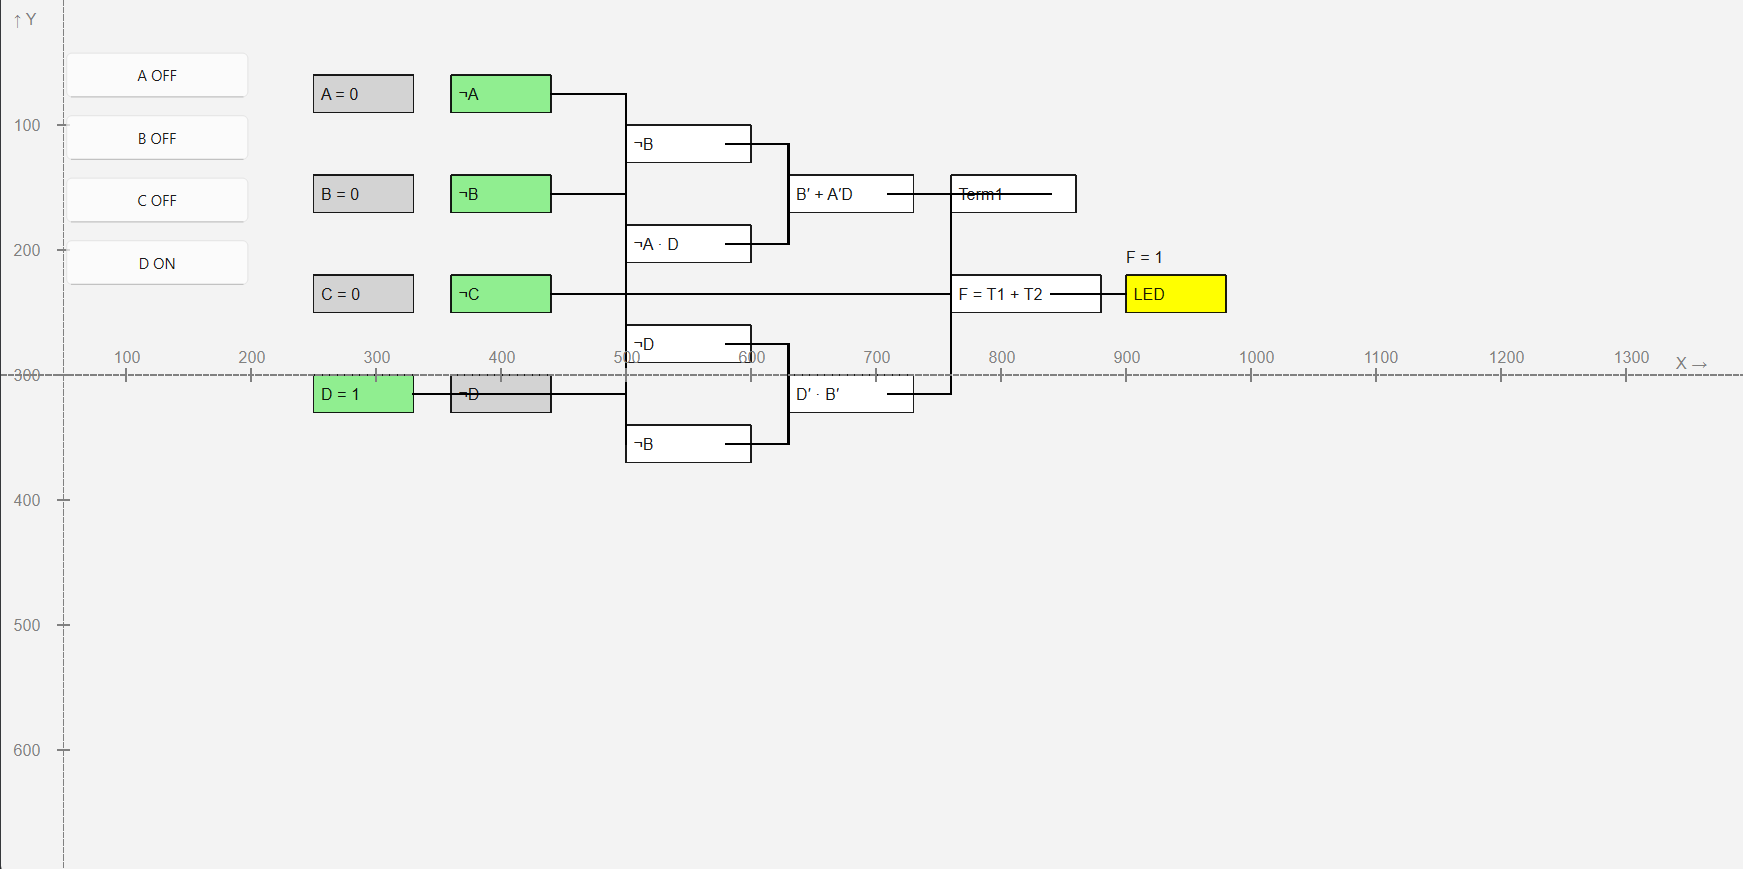 ↑ Y
A OFF
B OFF
C OFF
D ON
A = 0
¬A
B = 0
¬B
C = 0
¬C
D = 1
¬D
¬B
¬A · D
¬D
¬B
B′ + A′D
D′ · B′
Term1
F = T1 + T2
F = 1
LED
100
200
300
400
500
600
100
200
300
400
500
600
700
800
900
1000
1100
1200
1300
X →